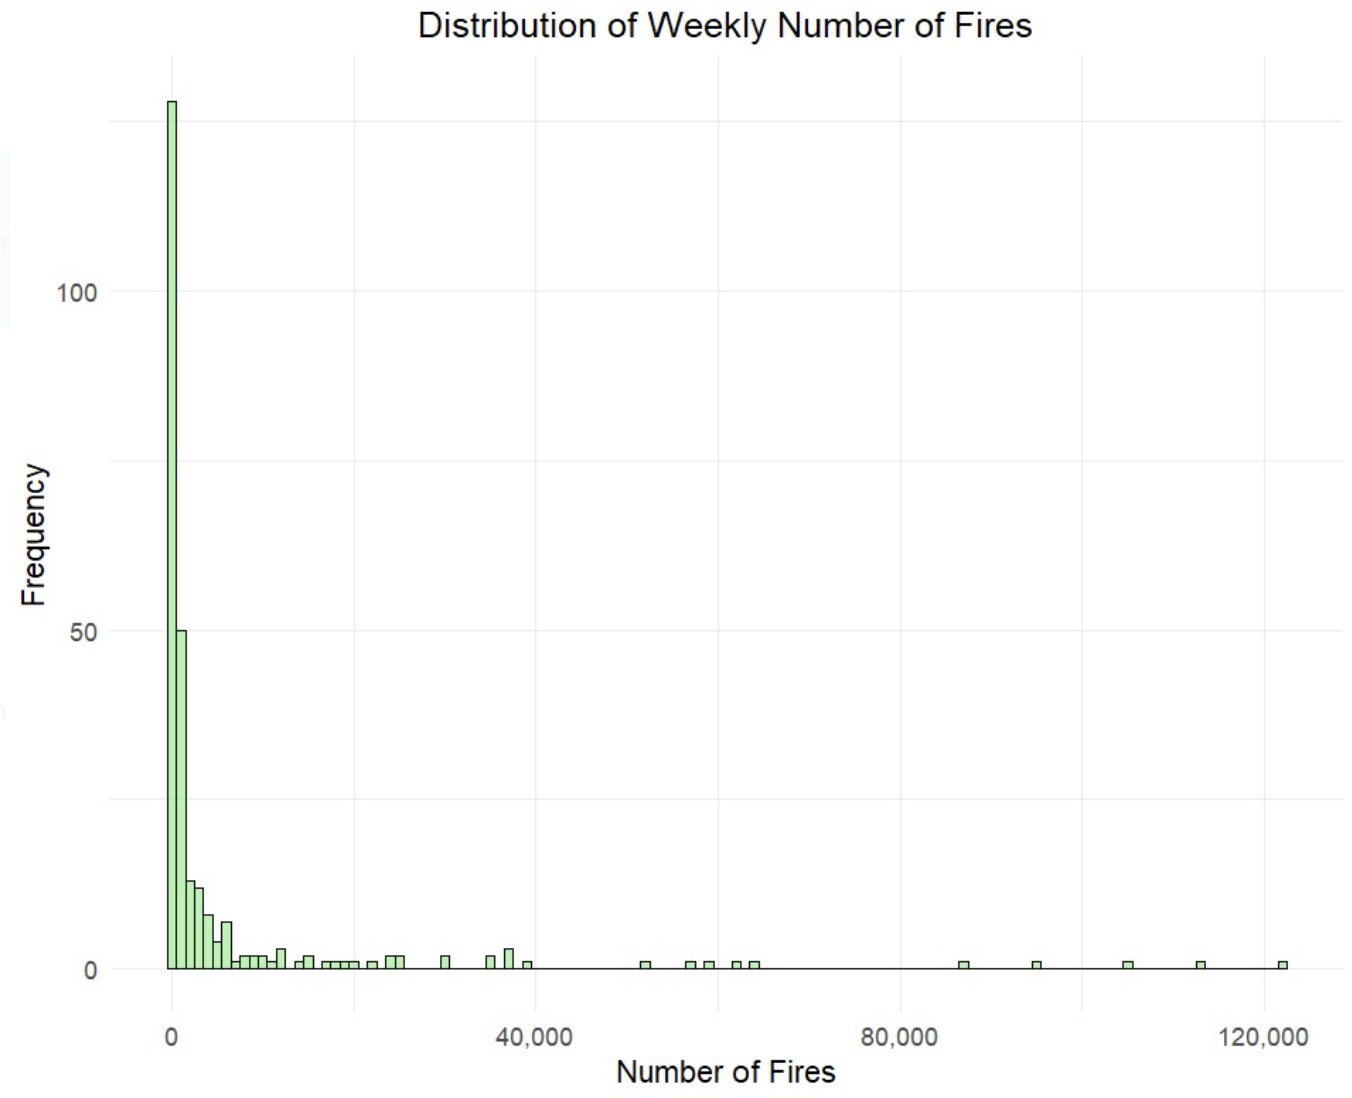 Distribution of Weekly Number of Fires
100
50
0
Frequency
0 40,000 80,000 120,000
Number of Fires